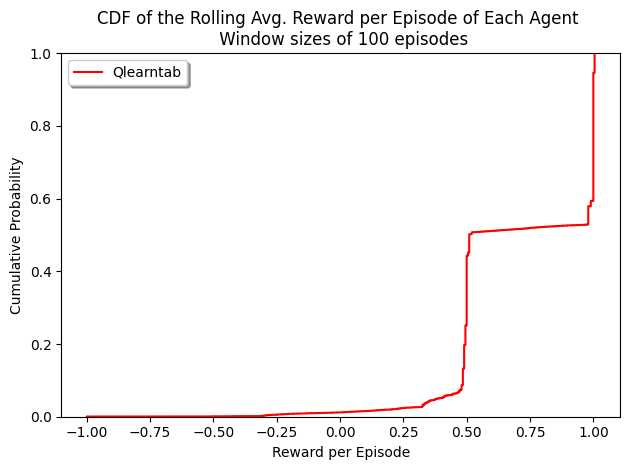 CDF of the Rolling Avg. Reward per Episode of Each Agent
Window sizes of 100 episodes
Qlearntab
1.0
0.8
0.6
0.4
0.2
0.0
Cumulative Probability
−1.00 −0.75 −0.50 −0.25 0.00 0.25 0.50 0.75 1.00
Reward per Episode